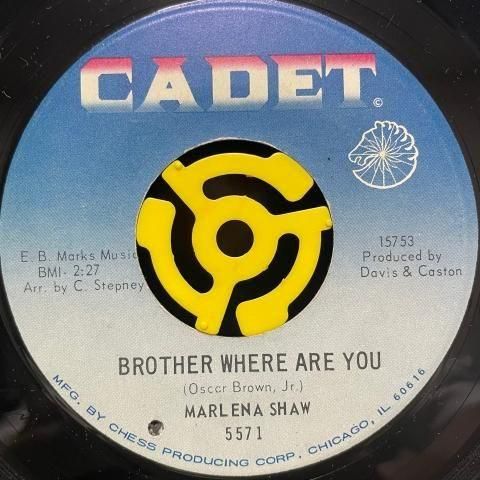 CADET
©
E. B. Marks Music
BMI- 2:27
Arr. by C. Stepney
15753
Produced by
Davis & Caston
BROTHER WHERE ARE YOU
(Oscar Brown, Jr.)
MARLENA SHAW
5571
MFG. BY CHESS PRODUCING CORP. CHICAGO, IL 60616